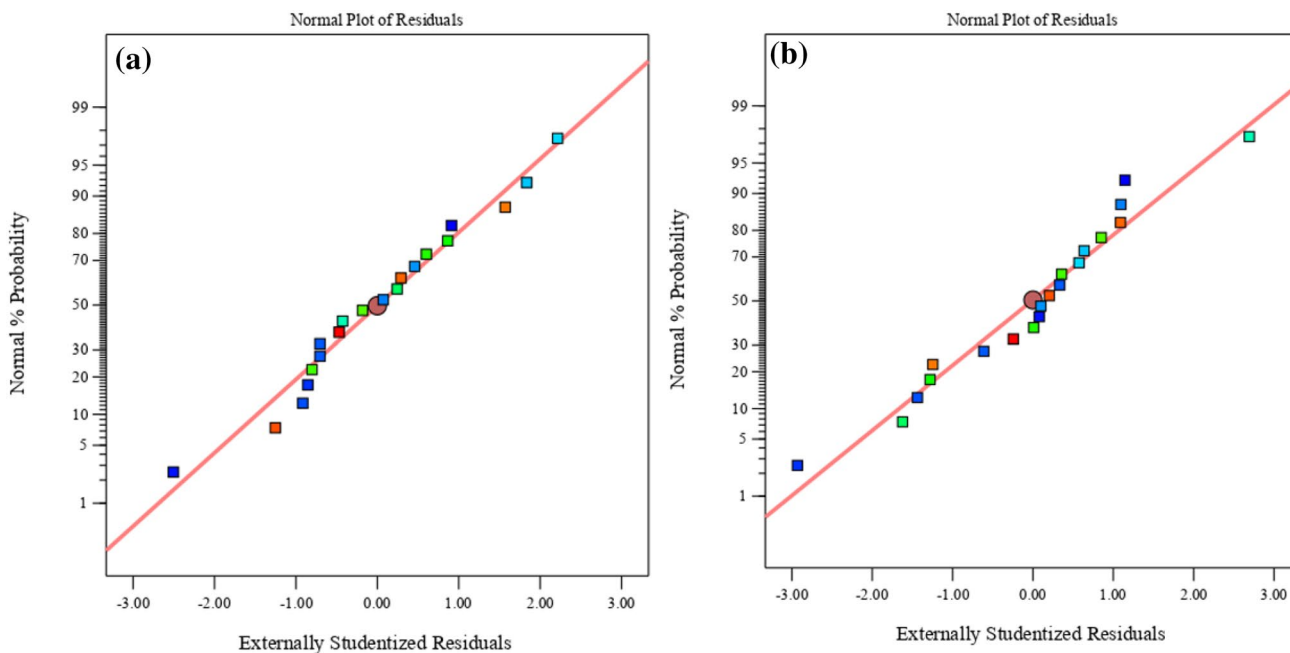 Normal Plot of Residuals
(a)
99
95
90
80
70
50
30
20
10
5
1
Normal % Probability
-3.00 -2.00 -1.00 0.00 1.00 2.00 3.00
Externally Studentized Residuals
Normal Plot of Residuals
(b)
99
95
90
80
70
50
30
20
10
5
1
Normal % Probability
-3.00 -2.00 -1.00 0.00 1.00 2.00 3.00
Externally Studentized Residuals